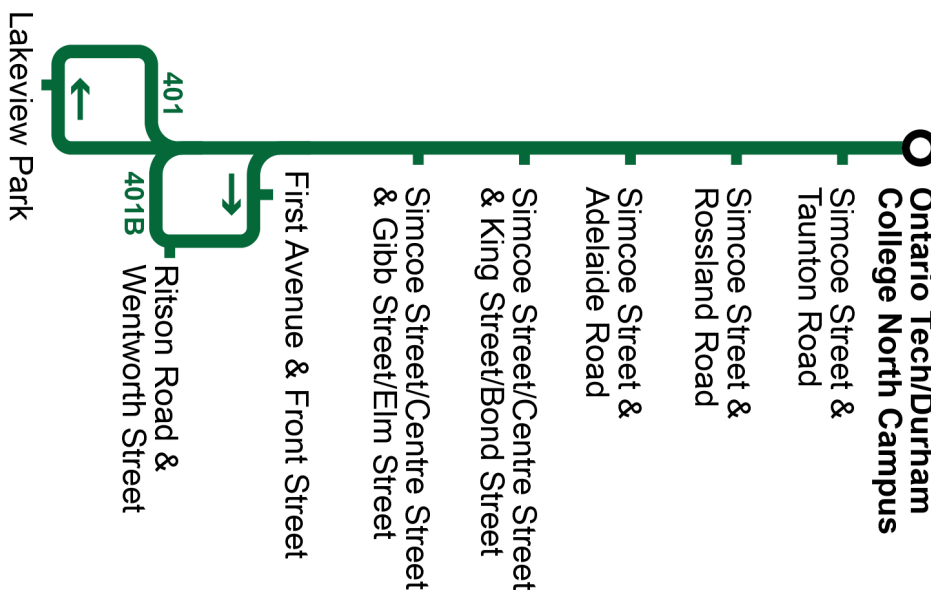 Ontario Tech/Durham
College North Campus
Simcoe Street &
Taunton Road
Simcoe Street &
Rossland Road
Simcoe Street &
Adelaide Road
Simcoe Street/Centre Street
& King Street/Bond Street
Simcoe Street/Centre Street
& Gibb Street/Elm Street
First Avenue & Front Street
Ritson Road &
Wentworth Street
401B
401
Lakeview Park